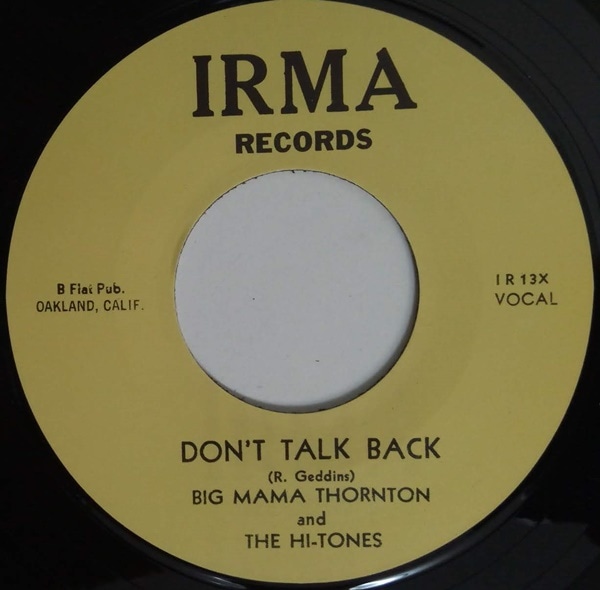 IRMA
RECORDS
B Flat Pub.
OAKLAND, CALIF.
I R 13X
VOCAL
DON'T TALK BACK
(R. Geddins)
BIG MAMA THORNTON
and
THE HI-TONES